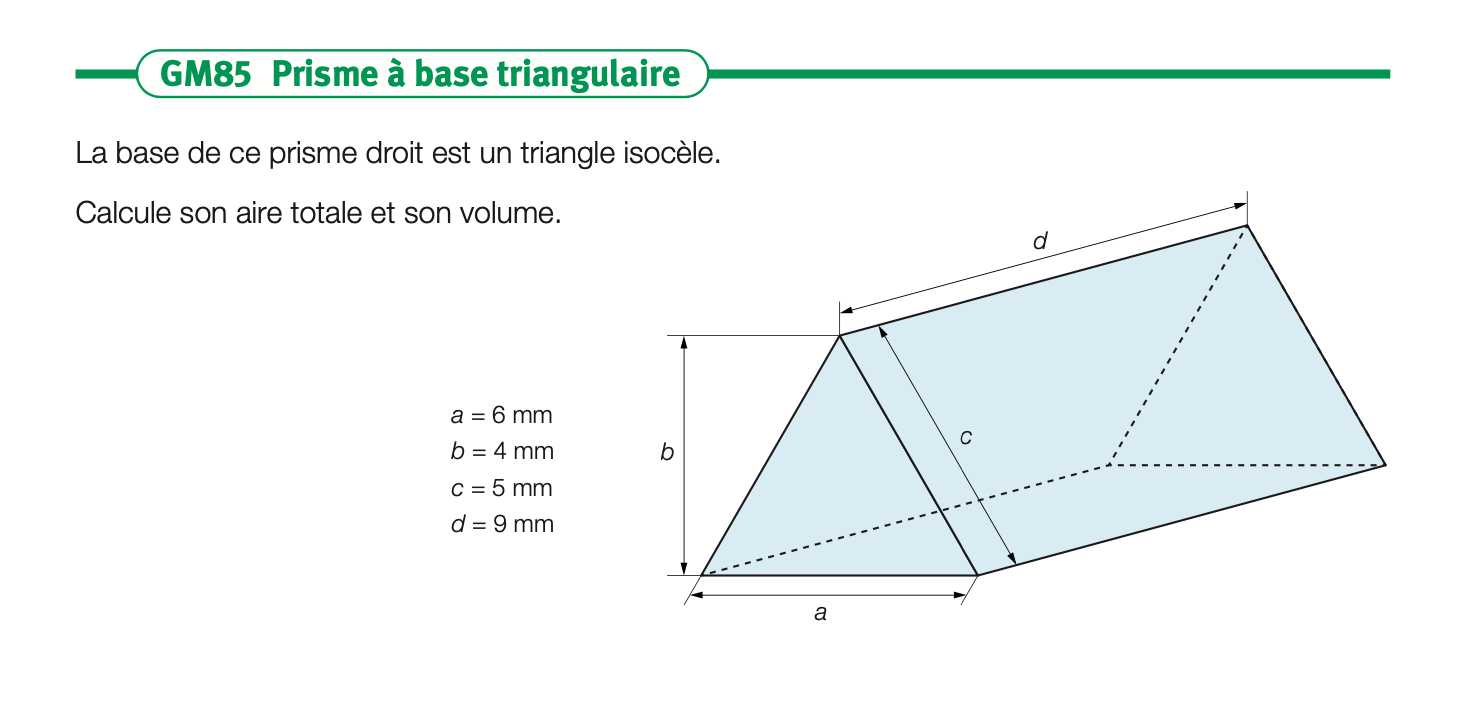 GM85 Prisme à base triangulaire
La base de ce prisme droit est un triangle isocèle.
Calcule son aire totale et son volume.
d
a = 6 mm
b = 4 mm
c = 5 mm
d = 9 mm
b
c
a